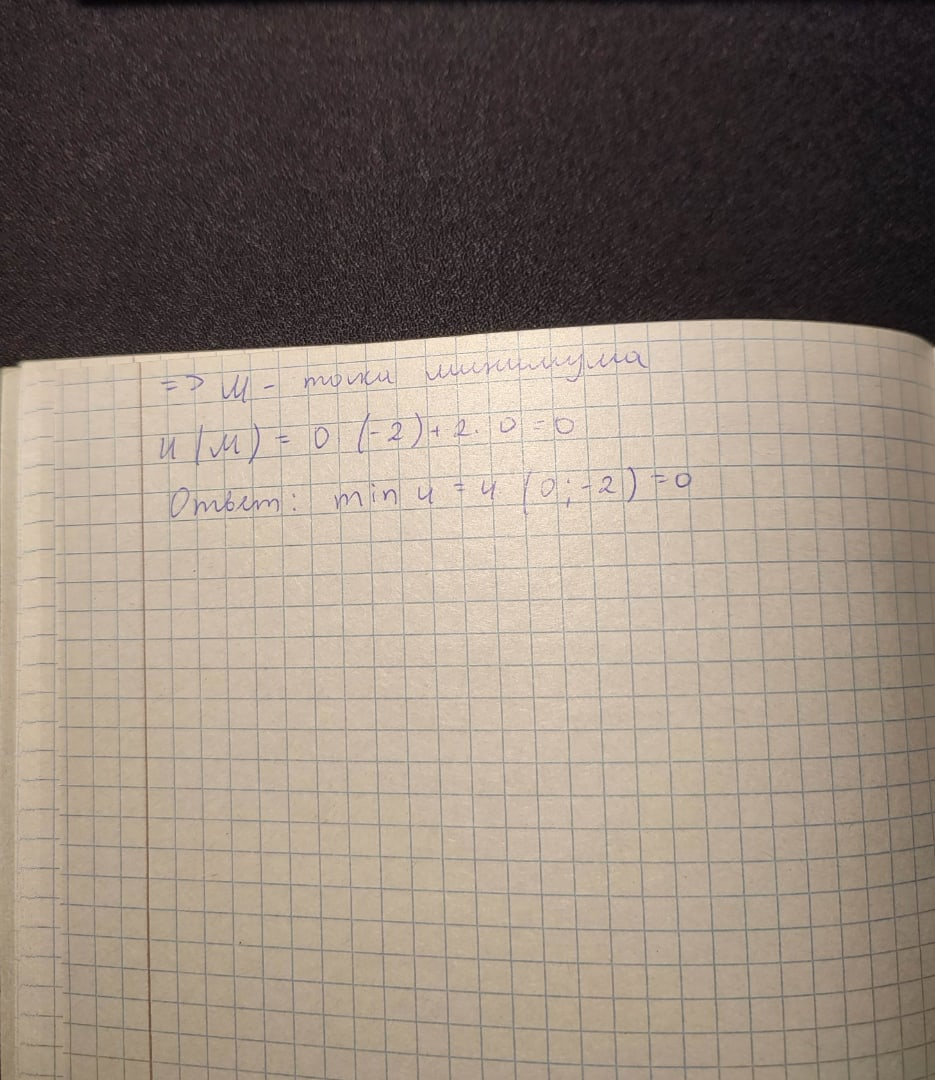 => M - точка минимума
u(M) = 0 (-2) + 2 · 0 = 0
Ответ: min u = u (0; -2) = 0